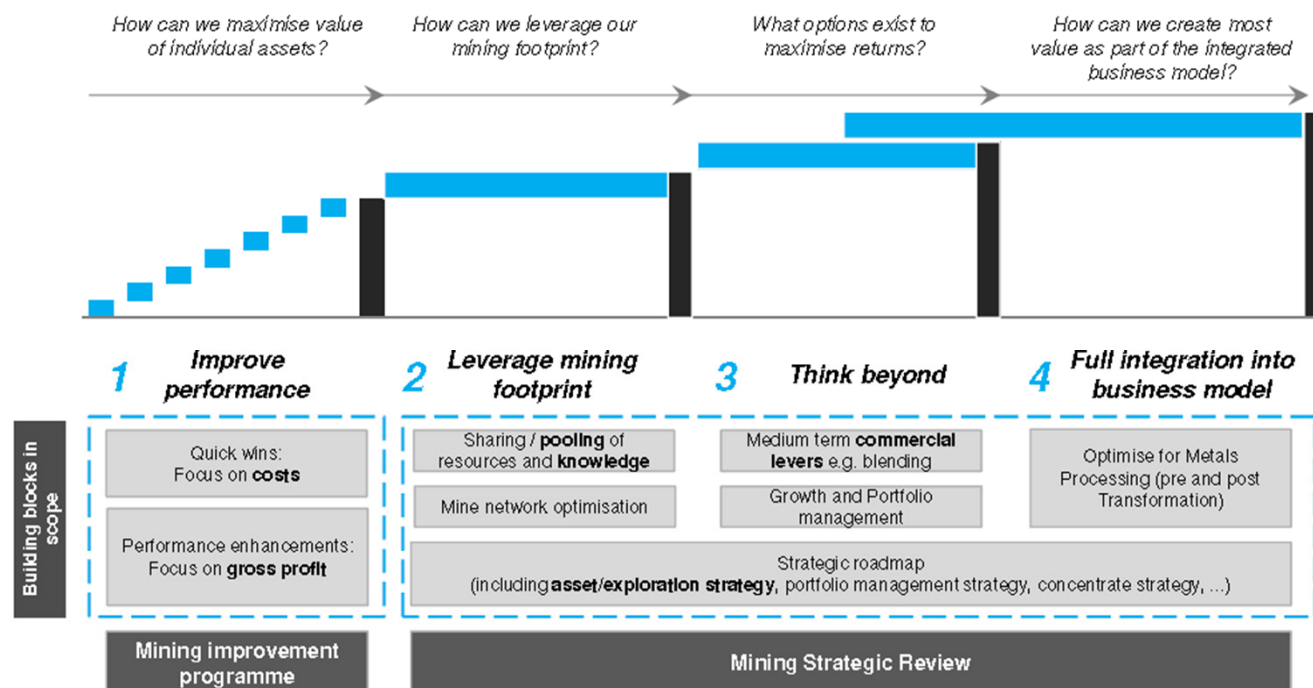 How can we maximise value
of individual assets?
How can we leverage our
mining footprint?
What options exist to
maximise returns?
How can we create most
value as part of the integrated
business model?
1
Improve
performance
2
Leverage mining
footprint
3
Think beyond
4
Full integration into
business model
Building blocks in
scope
Quick wins:
Focus on costs
Performance enhancements:
Focus on gross profit
Sharing / pooling of
resources and knowledge
Mine network optimisation
Medium term commercial
levers e.g. blending
Growth and Portfolio
management
Optimise for Metals
Processing (pre and post
Transformation)
Strategic roadmap
(including asset/exploration strategy, portfolio management strategy, concentrate strategy, ...)
Mining improvement
programme
Mining Strategic Review